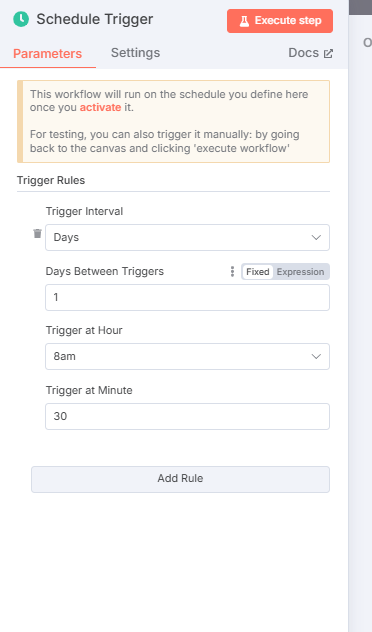 Schedule Trigger
Execute step
Parameters
Settings
Docs
This workflow will run on the schedule you define here
once you activate it.
For testing, you can also trigger it manually: by going
back to the canvas and clicking 'execute workflow'
Trigger Rules
Trigger Interval
Days
Days Between Triggers
Fixed
Expression
1
Trigger at Hour
8am
Trigger at Minute
30
Add Rule